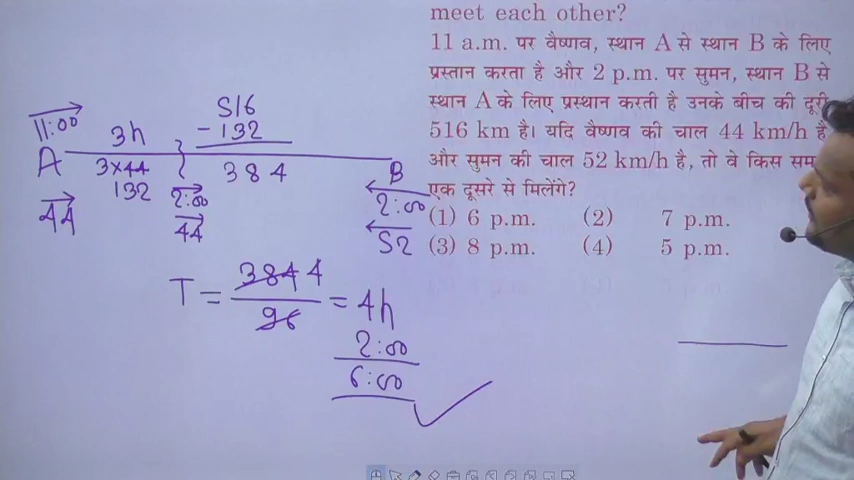 meet each other?
11 a.m. पर वैष्णव, स्थान A से स्थान B के लिए
प्रस्तान करता है और 2 p.m. पर सुमन, स्थान B से
स्थान A के लिए प्रस्थान करती है उनके बीच की दूरी
516 km है। यदि वैष्णव की चाल 44 km/h है
और सुमन की चाल 52 km/h है, तो वे किस
एक दूसरे से मिलेंगे?
(1) 6 p.m. (2) 7 p.m.
(3) 8 p.m. (4) 5 p.m.
516
11:00 3h - 132
A 3×44 384 B
132 2:00 2:00
44 44 52
T = 384 4 = 4h
96
2:00
6:00